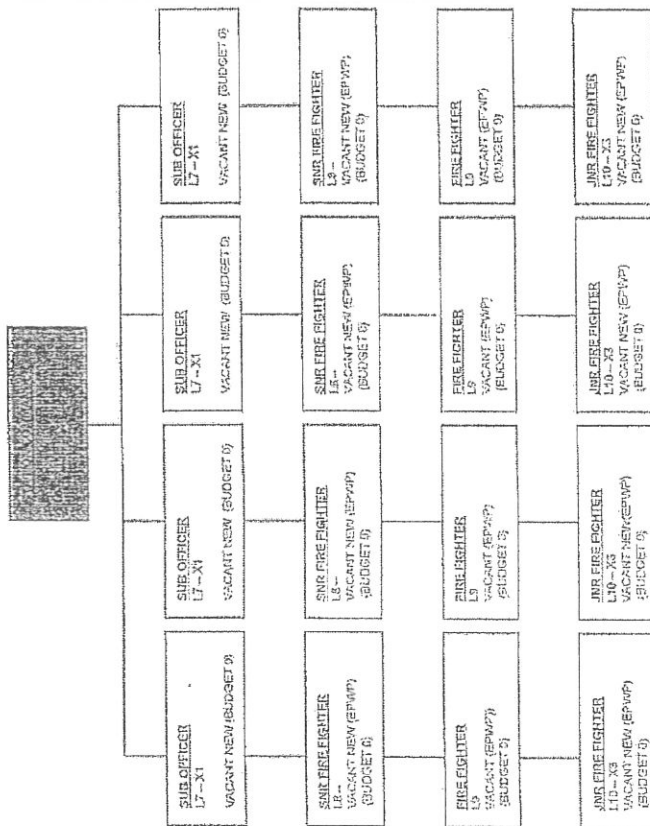 SUB OFFICER
L7 – X1
VACANT NEW (BUDGET 0)
SUB OFFICER
L7 – X1
VACANT NEW (BUDGET 0)
SUB OFFICER
L7 – X1
VACANT NEW (BUDGET 0)
SUB OFFICER
L7 – X1
VACANT NEW (BUDGET 0)
SNR FIRE FIGHTER
L8 –
VACANT NEW (EPWP)
(BUDGET 0)
SNR FIRE FIGHTER
L8 –
VACANT NEW (EPWP)
(BUDGET 0)
SNR FIRE FIGHTER
L8 –
VACANT NEW (EPWP)
(BUDGET 0)
SNR FIRE FIGHTER
L8 –
VACANT NEW (EPWP)
(BUDGET 0)
FIRE FIGHTER
L9
VACANT (EPWP))
(BUDGET 0)
FIRE FIGHTER
L9
VACANT (EPWP)
(BUDGET 0)
FIRE FIGHTER
L9
VACANT (EPWP)
(BUDGET 0)
FIRE FIGHTER
L9
VACANT (EPWP)
(BUDGET 0)
JNR FIRE FIGHTER
L10 – X3
VACANT NEW (EPWP)
(BUDGET 0)
JNR FIRE FIGHTER
L10 – X3
VACANT NEW (EPWP)
(BUDGET 0)
JNR FIRE FIGHTER
L10 – X3
VACANT NEW (EPWP)
(BUDGET 0)
JNR FIRE FIGHTER
L10 – X3
VACANT NEW (EPWP)
(BUDGET 0)